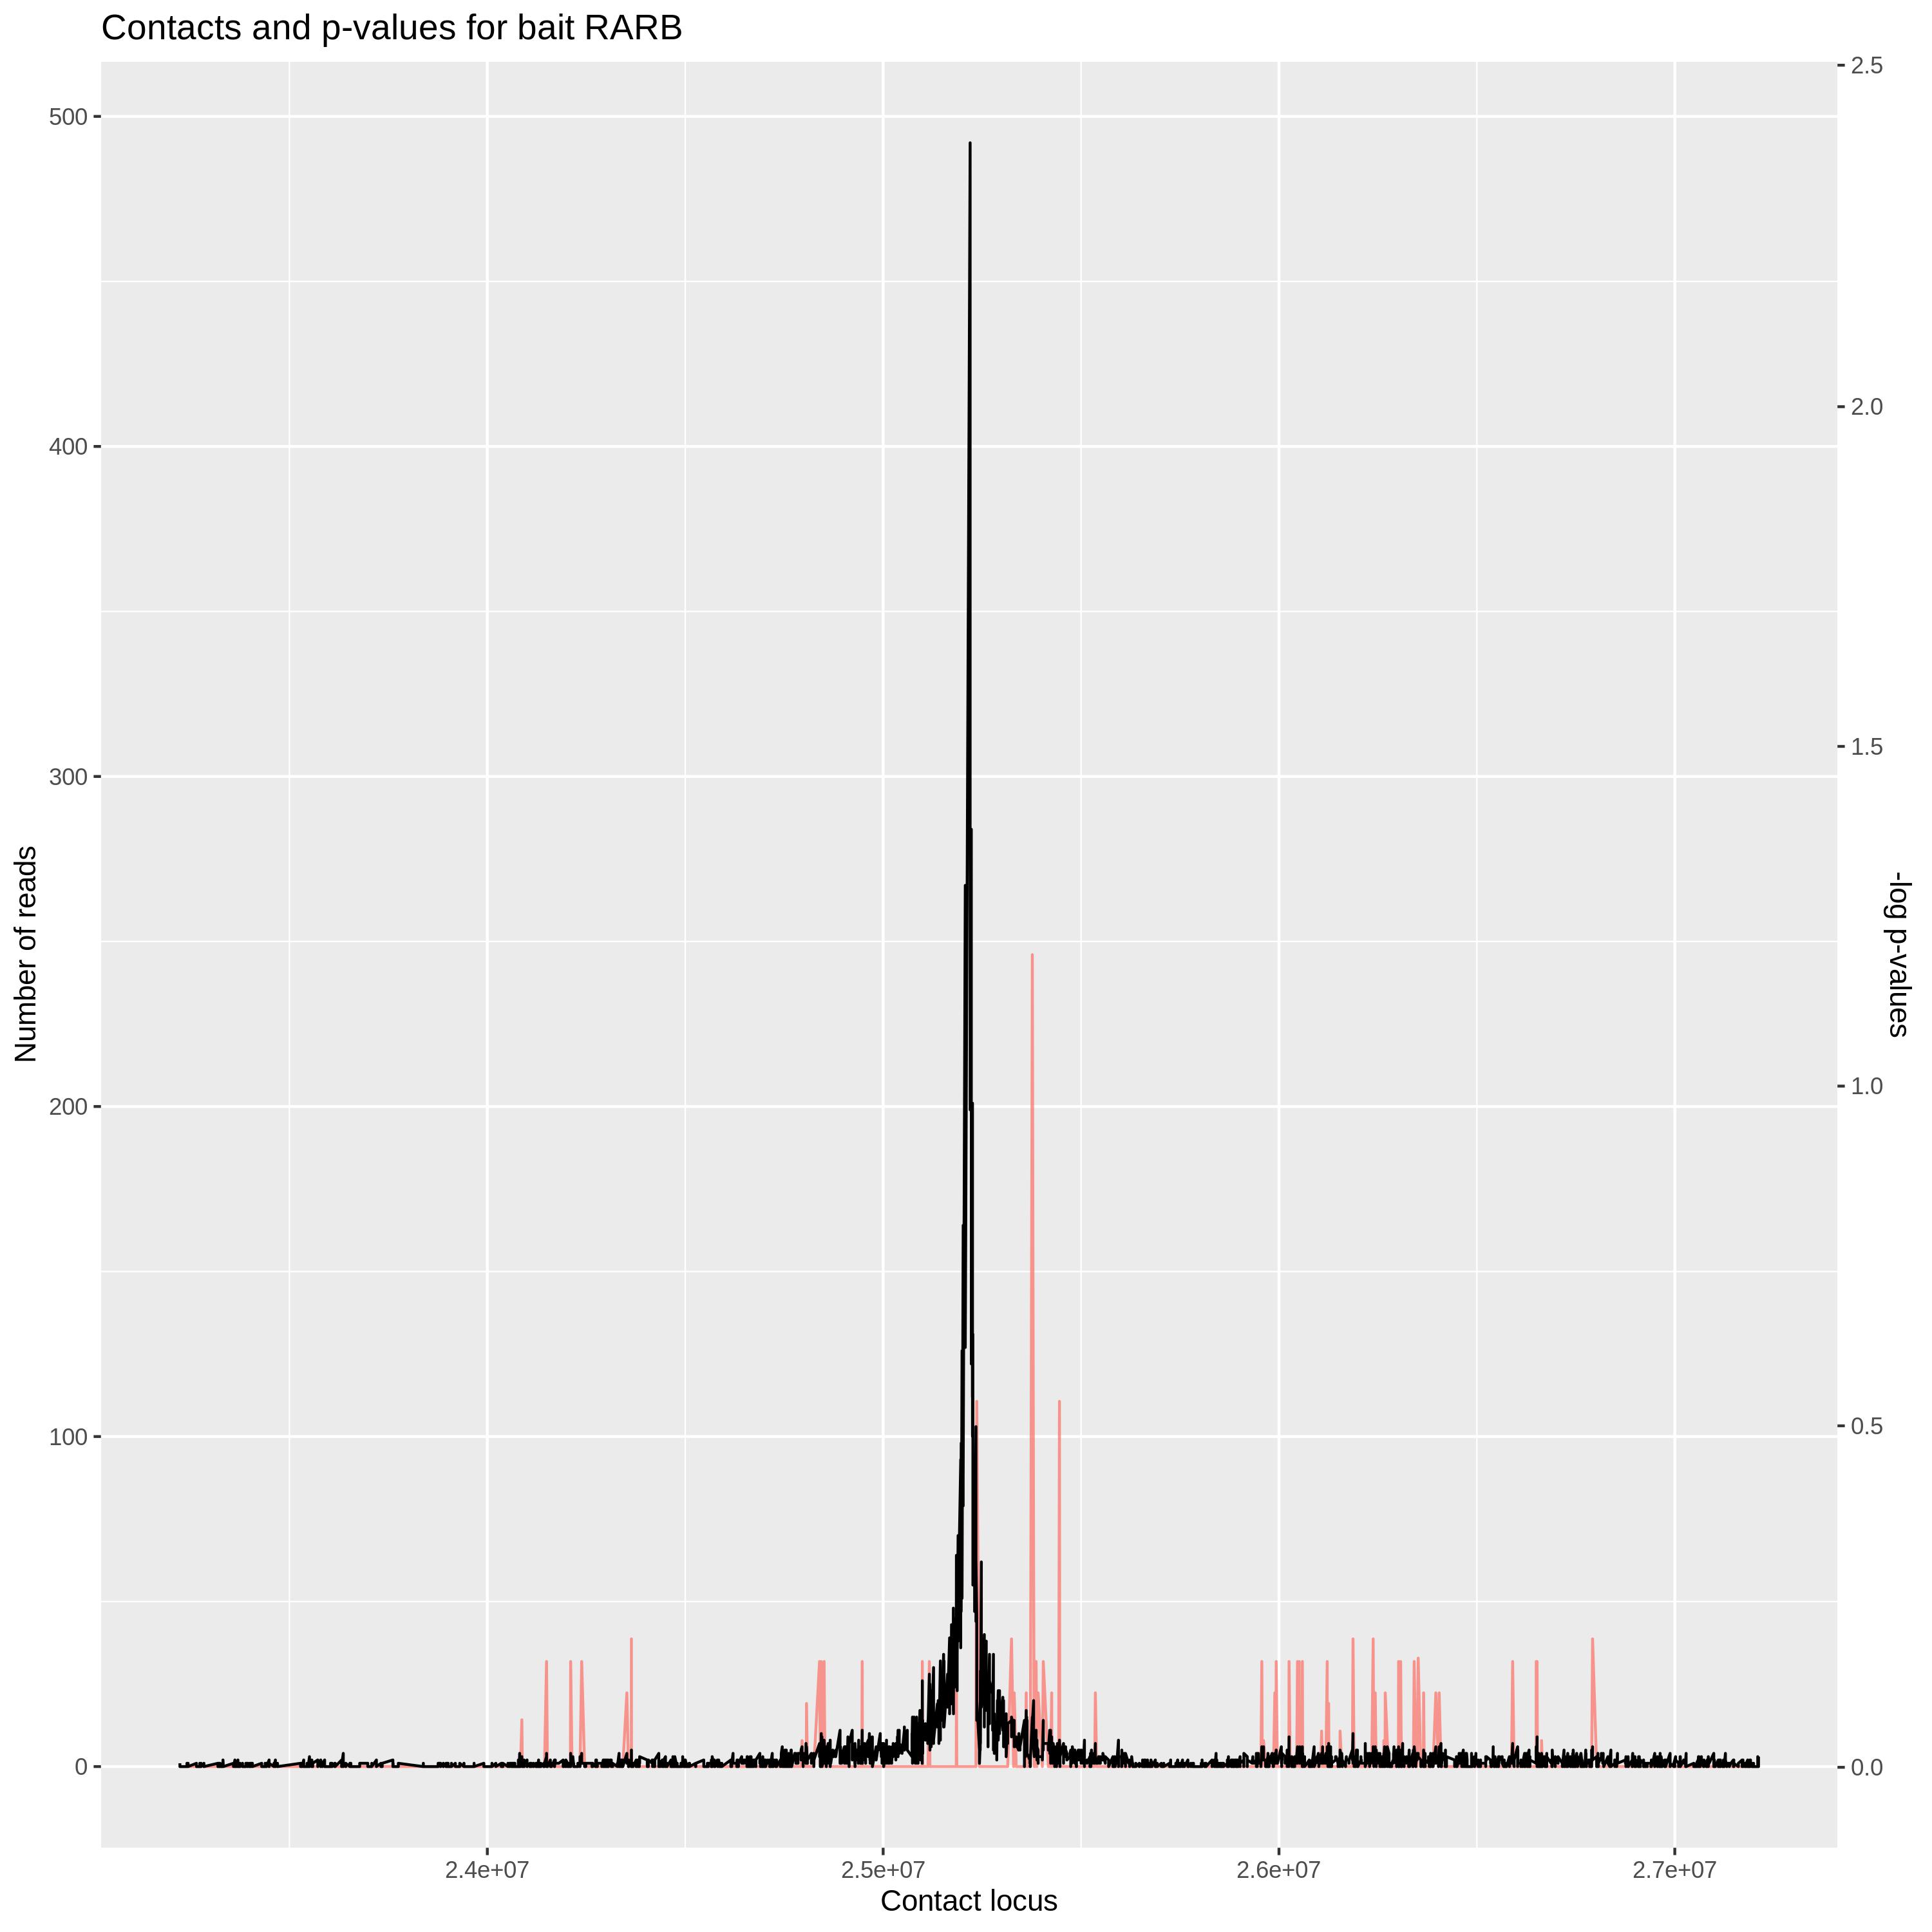 Contacts and p-values for bait RARB
500
400
300
200
100
0
Number of reads
2.5
2.0
1.5
1.0
0.5
0.0
-log p-values
2.4e+07
2.5e+07
2.6e+07
2.7e+07
Contact locus